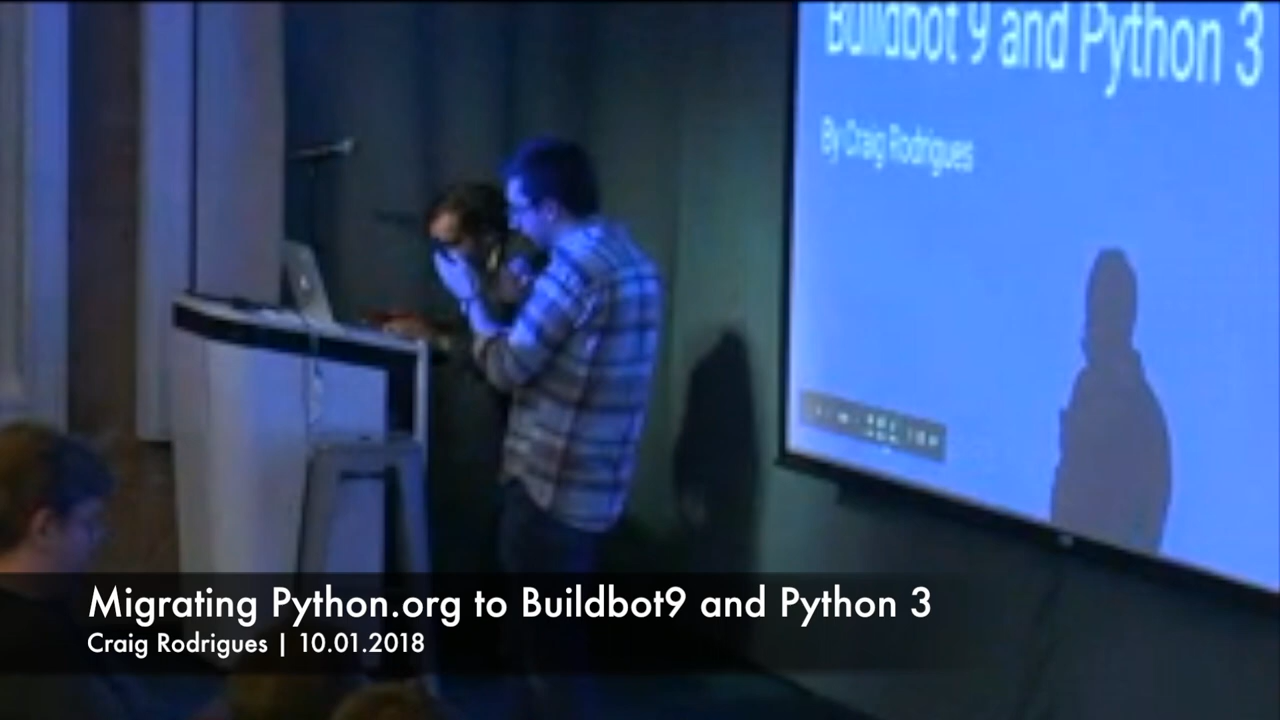 Buildbot 9 and Python 3
By Craig Rodrigues
Migrating Python.org to Buildbot9 and Python 3
Craig Rodrigues | 10.01.2018